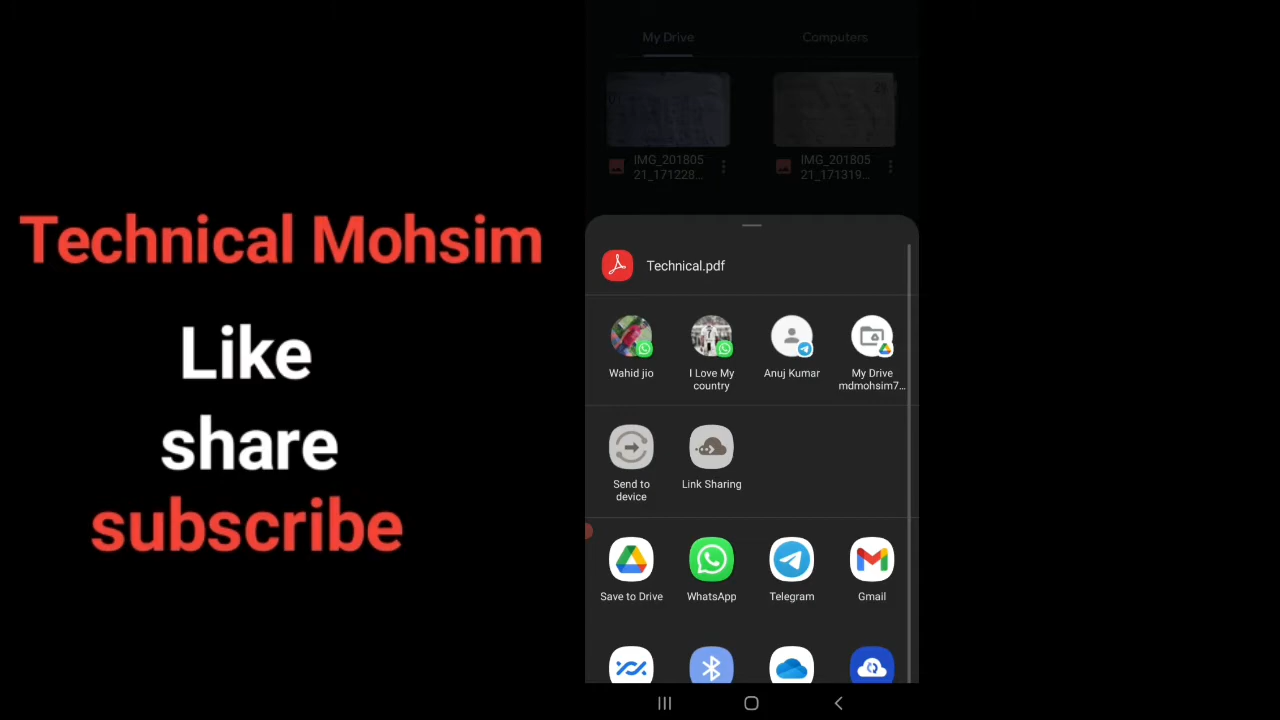 Technical Mohsim
Like
share
subscribe
My Drive
Computers
IMG_201805
21_171228...
IMG_201805
21_171319...
Technical.pdf
Wahid jio
I Love My
country
Anuj Kumar
My Drive
mdmohsim7...
Send to
device
Link Sharing
Save to Drive
WhatsApp
Telegram
Gmail